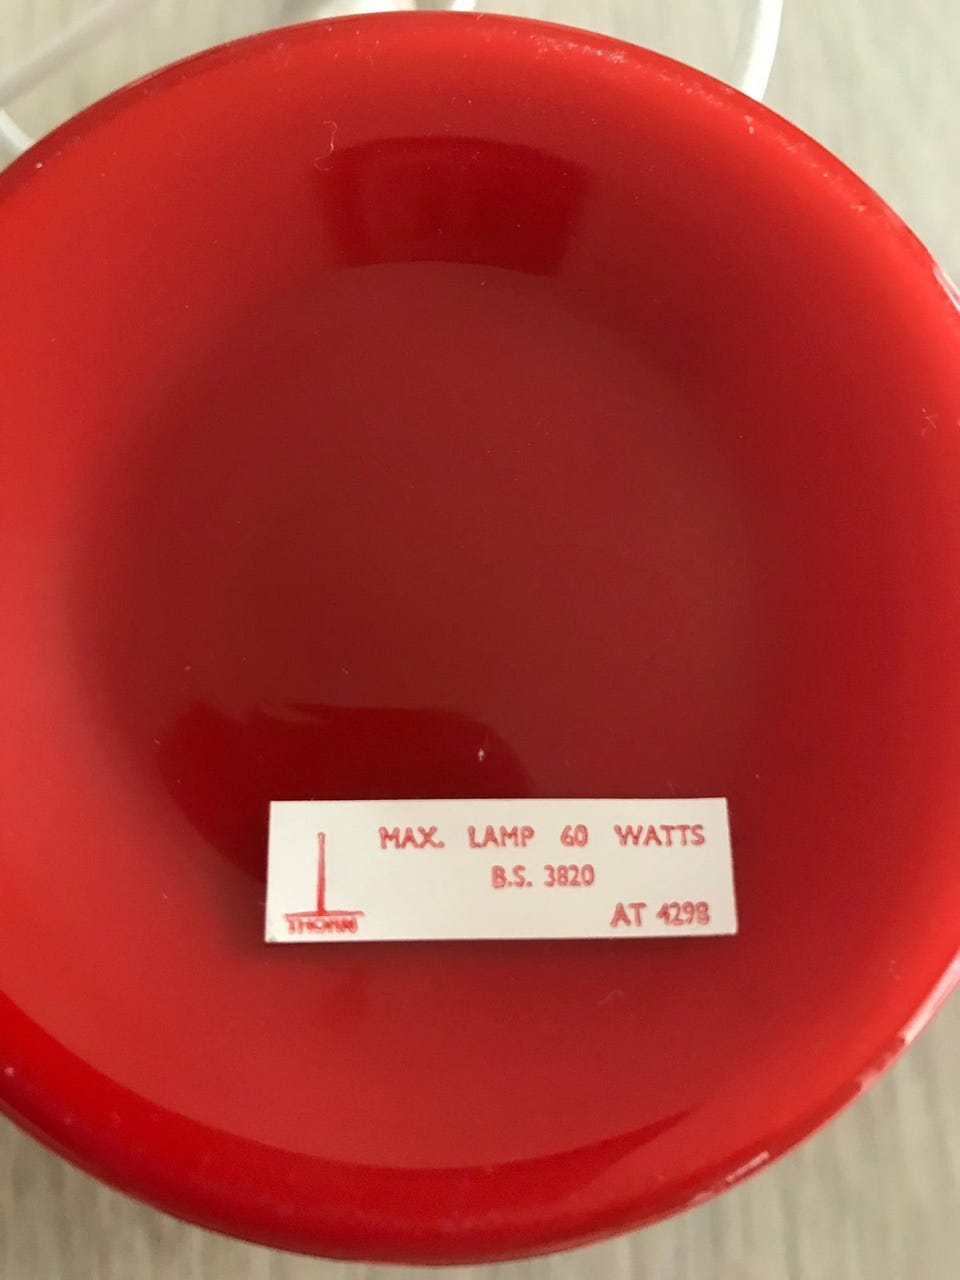 MAX. LAMP 60 WATTS
B.S. 3820
AT 4298
THORN